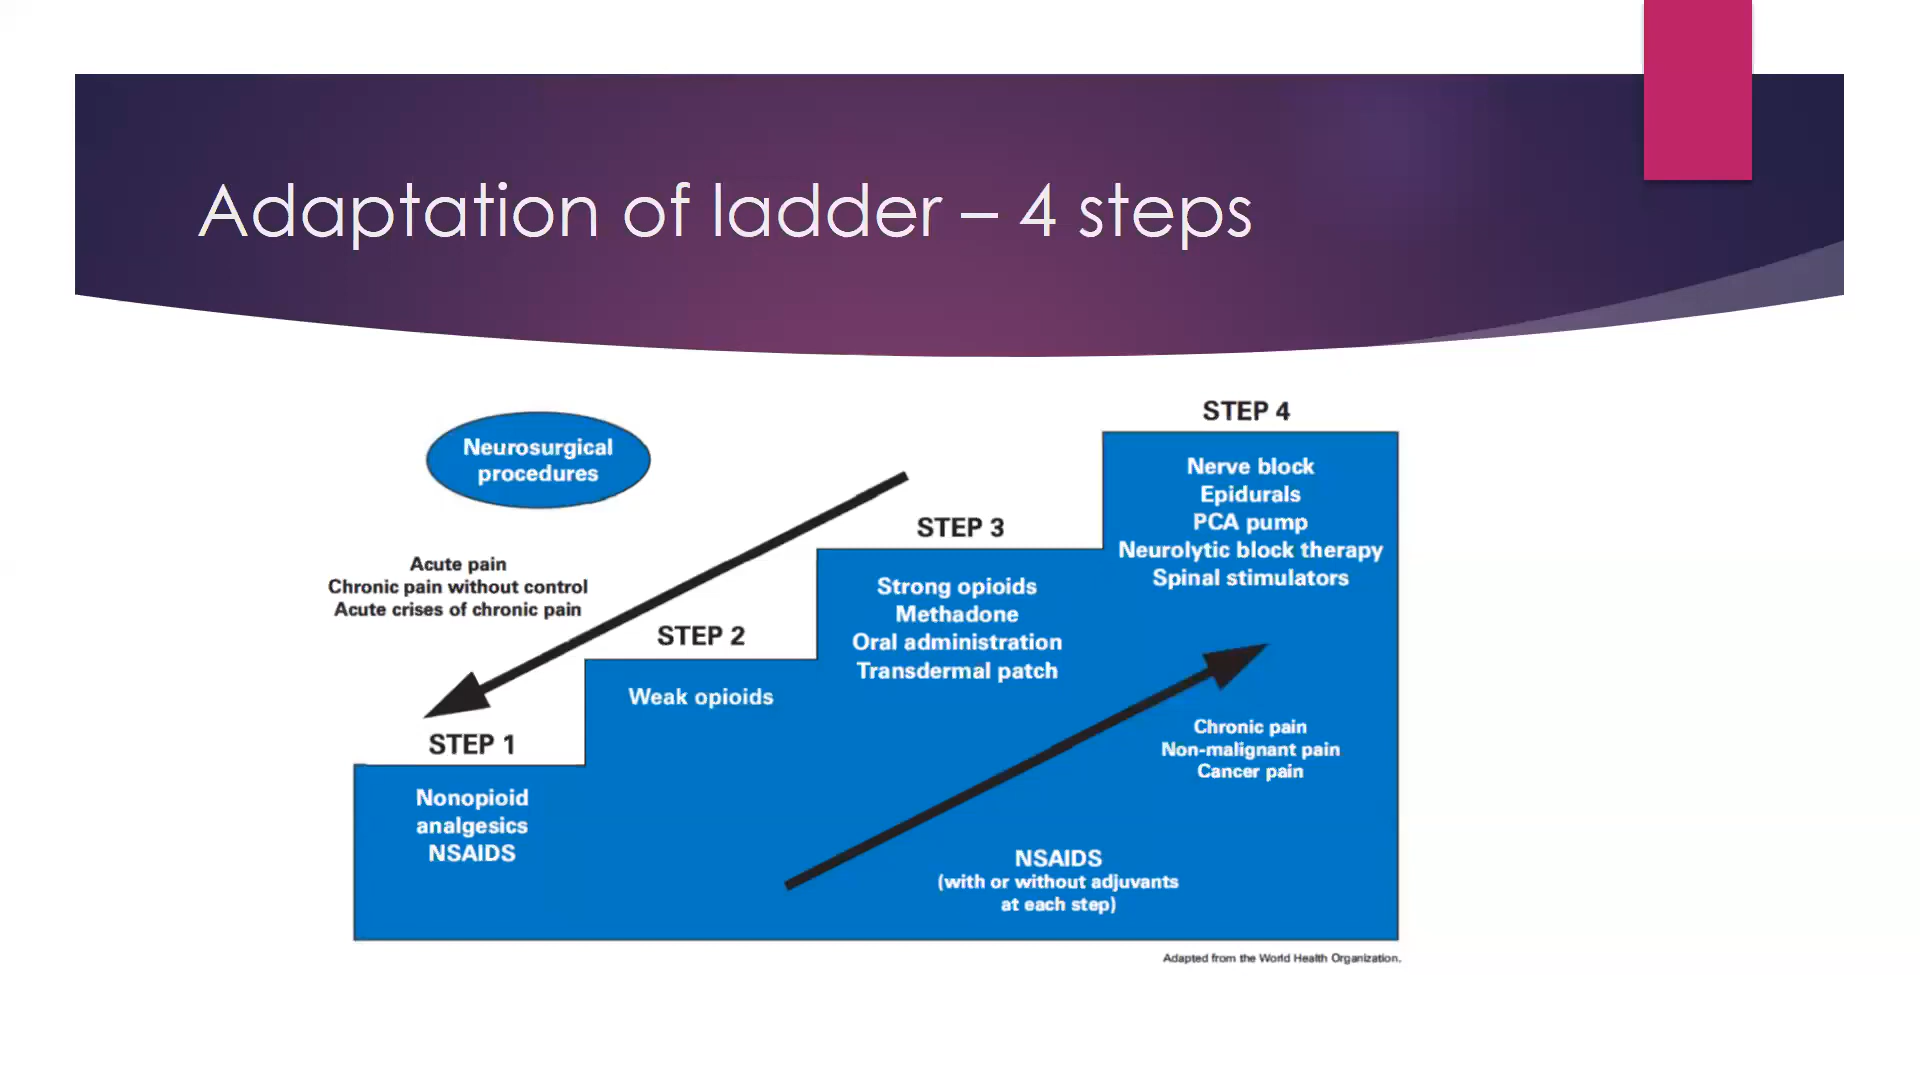 Adaptation of ladder – 4 steps
Neurosurgical
procedures
Acute pain
Chronic pain without control
Acute crises of chronic pain
STEP 1
Nonopioid
analgesics
NSAIDS
STEP 2
Weak opioids
STEP 3
Strong opioids
Methadone
Oral administration
Transdermal patch
STEP 4
Nerve block
Epidurals
PCA pump
Neurolytic block therapy
Spinal stimulators
Chronic pain
Non-malignant pain
Cancer pain
NSAIDS
(with or without adjuvants
at each step)
Adapted from the World Health Organization.